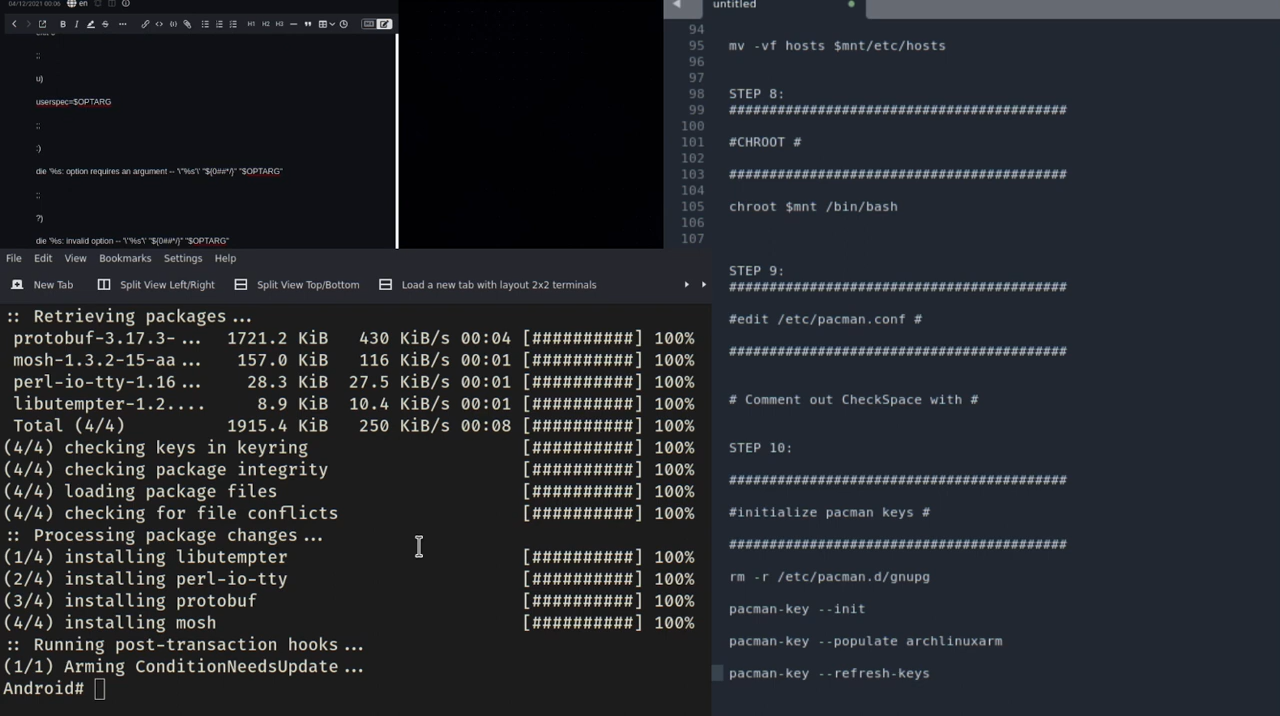 04/12/2021 00:06 en
B I S H1 H2 H3
;;
u)
userspec=$OPTARG
;;
:)
die '%s: option requires an argument -- '\''%s'\' "${0##*/}" "$OPTARG"
;;
?)
die '%s: invalid option -- '\''%s'\' "${0##*/}" "$OPTARG"
File Edit View Bookmarks Settings Help
New Tab Split View Left/Right Split View Top/Bottom Load a new tab with layout 2x2 terminals
:: Retrieving packages...
protobuf-3.17.3-... 1721.2 KiB 430 KiB/s 00:04 [##########] 100%
mosh-1.3.2-15-aa... 157.0 KiB 116 KiB/s 00:01 [##########] 100%
perl-io-tty-1.16... 28.3 KiB 27.5 KiB/s 00:01 [##########] 100%
libutempter-1.2.... 8.9 KiB 10.4 KiB/s 00:01 [##########] 100%
Total (4/4) 1915.4 KiB 250 KiB/s 00:08 [##########] 100%
(4/4) checking keys in keyring [##########] 100%
(4/4) checking package integrity [##########] 100%
(4/4) loading package files [##########] 100%
(4/4) checking for file conflicts [##########] 100%
:: Processing package changes...
(1/4) installing libutempter [##########] 100%
(2/4) installing perl-io-tty [##########] 100%
(3/4) installing protobuf [##########] 100%
(4/4) installing mosh [##########] 100%
:: Running post-transaction hooks...
(1/1) Arming ConditionNeedsUpdate...
Android#
untitled
94
95 mv -vf hosts $mnt/etc/hosts
96
97
98 STEP 8:
99 ##########################################
100
101 #CHROOT #
102
103 ##########################################
104
105 chroot $mnt /bin/bash
106
107
STEP 9:
##########################################
#edit /etc/pacman.conf #
##########################################
# Comment out CheckSpace with #
STEP 10:
##########################################
#initialize pacman keys #
##########################################
rm -r /etc/pacman.d/gnupg
pacman-key --init
pacman-key --populate archlinuxarm
pacman-key --refresh-keys